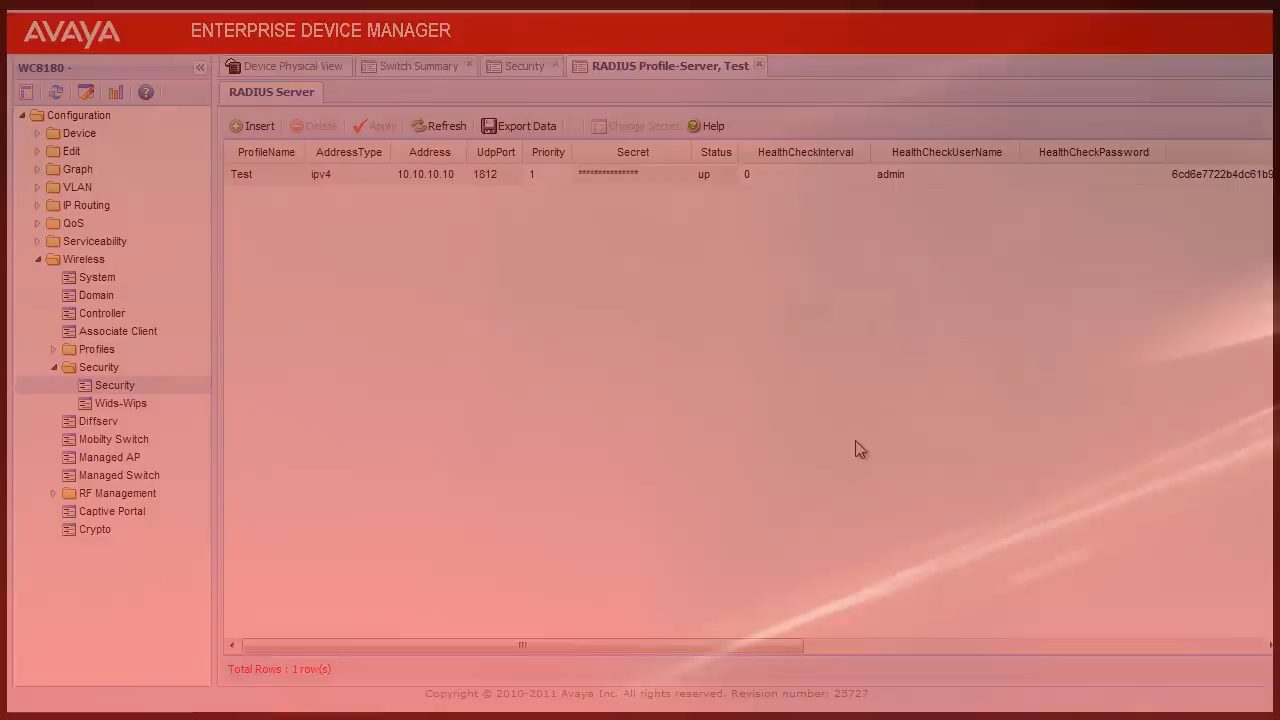 AVAYA ENTERPRISE DEVICE MANAGER
WC8180 -
Device Physical View Switch Summary Security RADIUS Profile-Server, Test
RADIUS Server
Insert Delete Apply Refresh Export Data Change Secret Help
ProfileName AddressType Address UdpPort Priority Secret Status HealthCheckInterval HealthCheckUserName HealthCheckPassword
Test ipv4 10.10.10.10 1812 1 *************** up 0 admin 6cd6e7722b4dc61b9
Configuration
Device
Edit
Graph
VLAN
IP Routing
QoS
Serviceability
Wireless
System
Domain
Controller
Associate Client
Profiles
Security
Security
Wids-Wips
Diffserv
Mobilty Switch
Managed AP
Managed Switch
RF Management
Captive Portal
Crypto
Total Rows : 1 row(s)
Copyright © 2010-2011 Avaya Inc. All rights reserved. Revision number: 25727